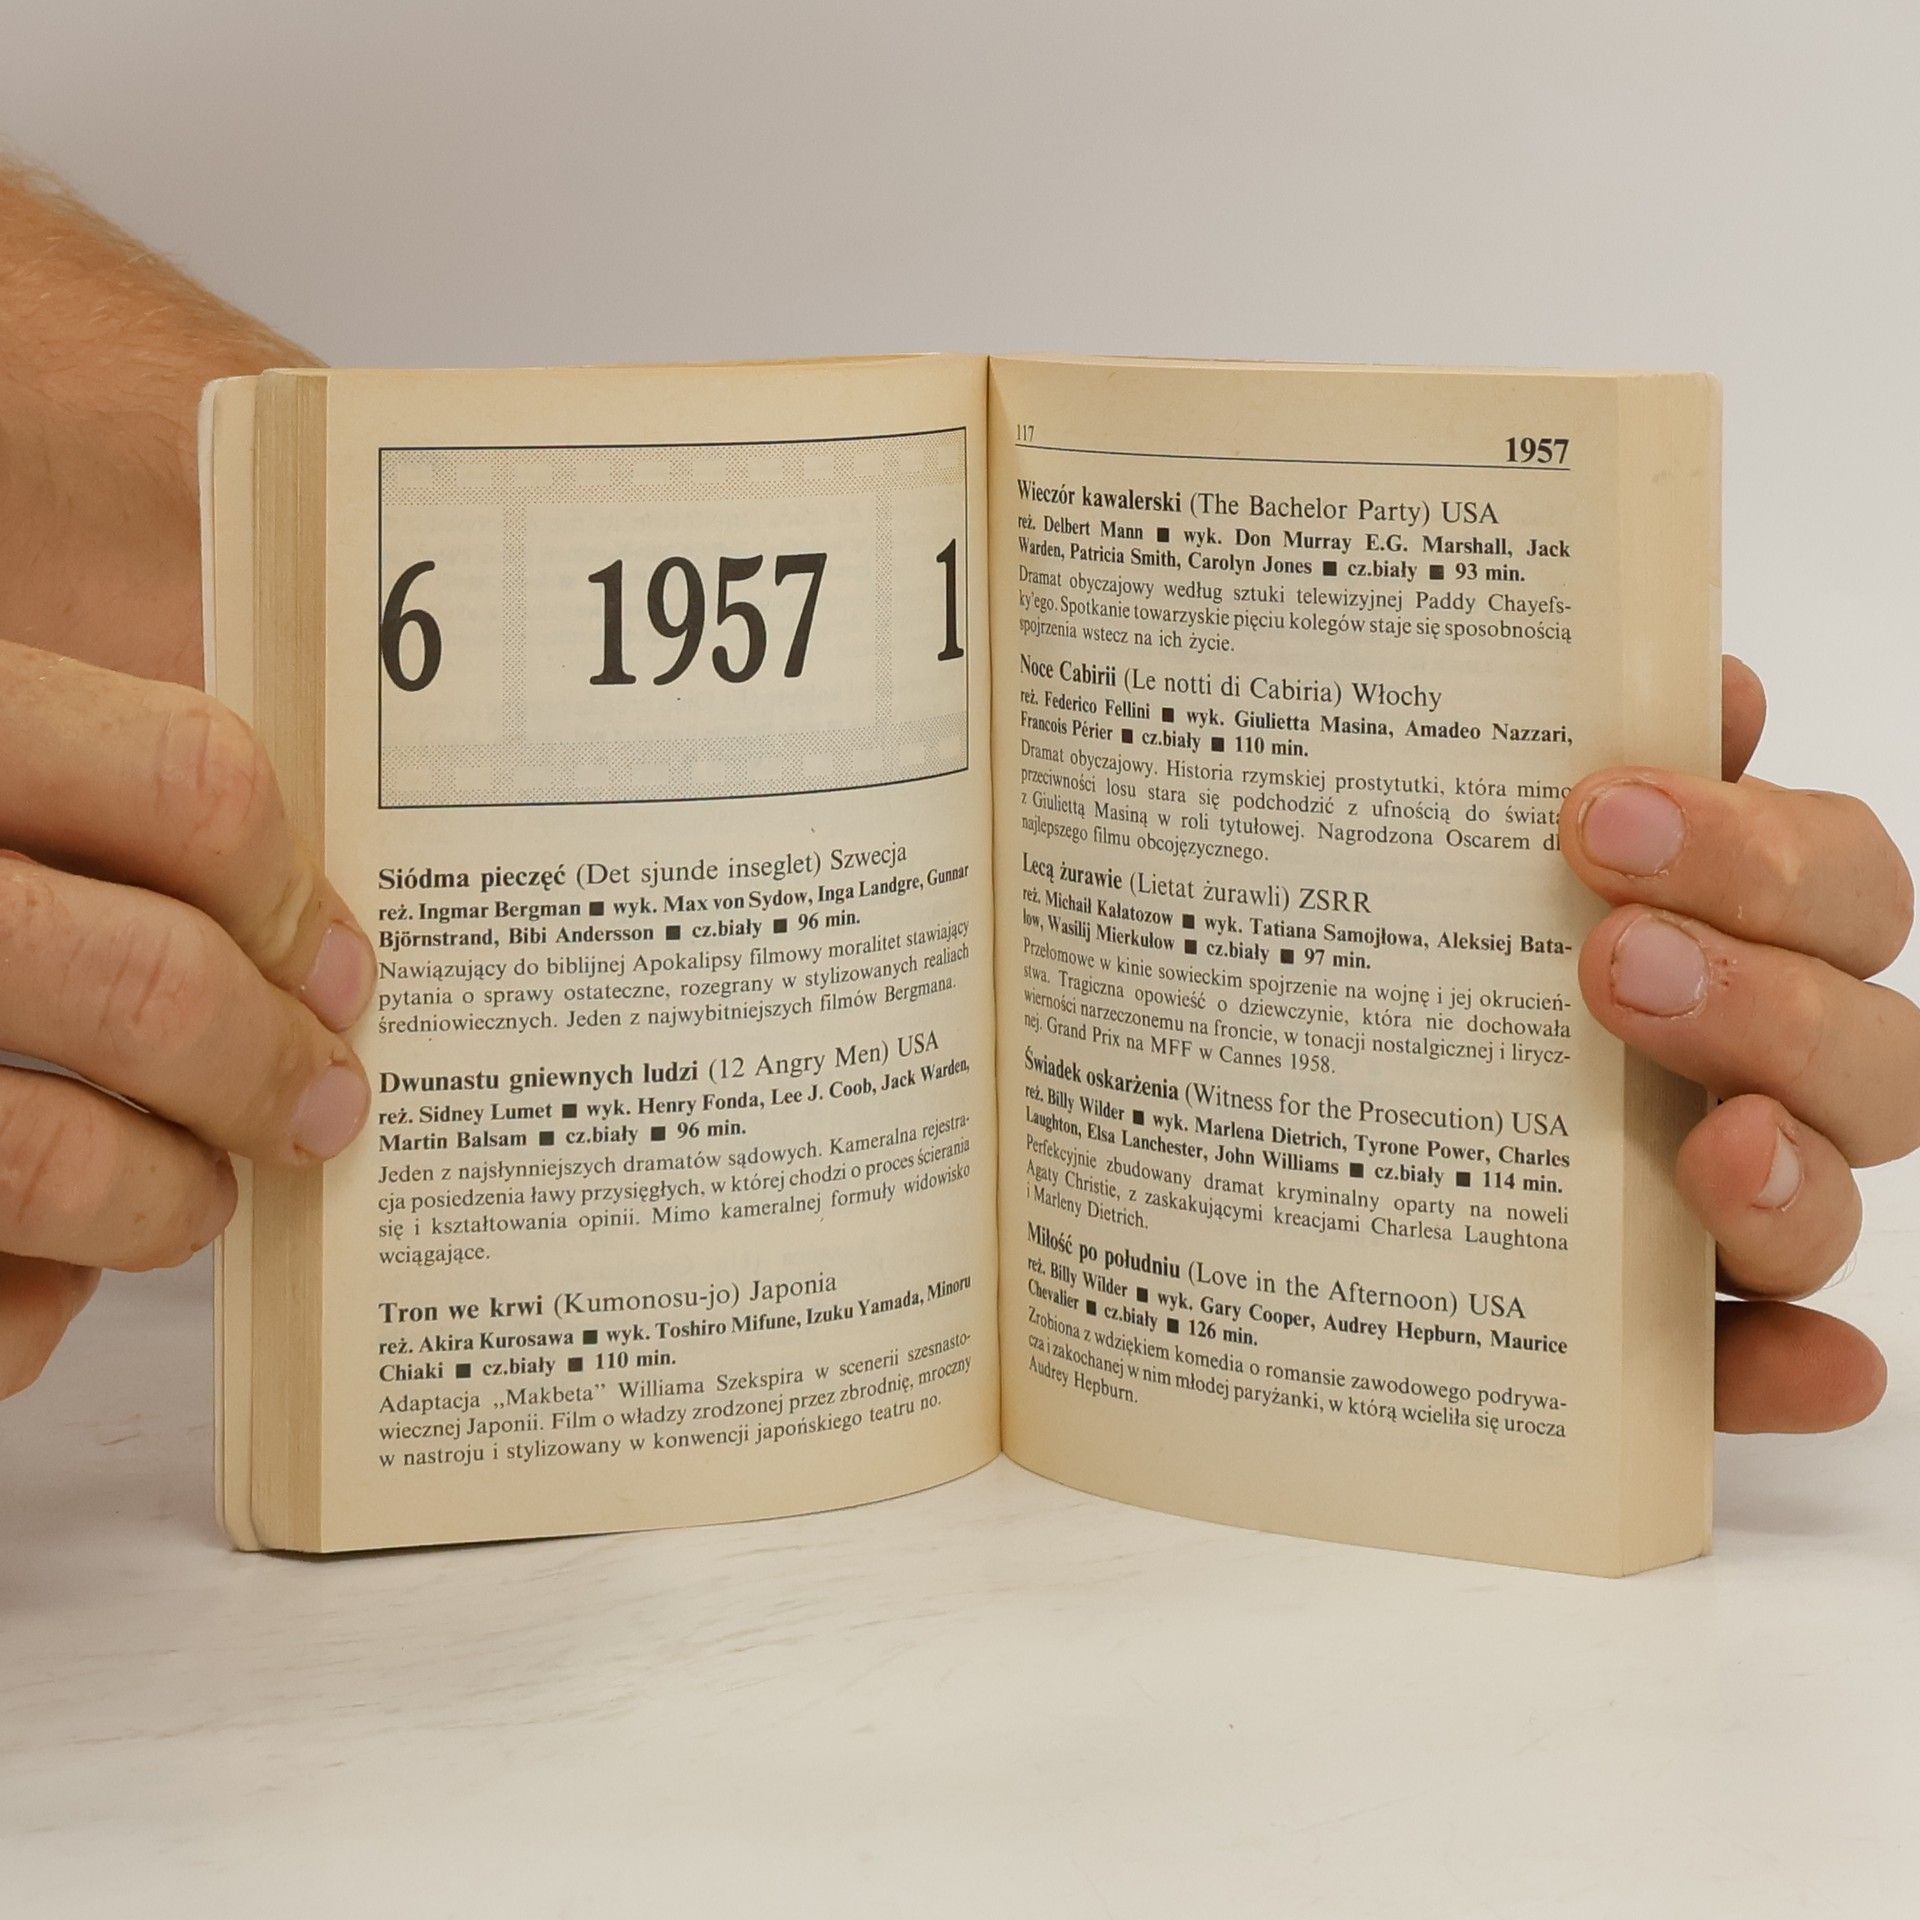 6 1957 1
Siódma pieczęć (Det sjunde inseglet) Szwecja
reż. Ingmar Bergman ■ wyk. Max von Sydow, Inga Landgre, Gunnar
Björnstrand, Bibi Andersson ■ cz.biały ■ 96 min.
Nawiązujący do biblijnej Apokalipsy filmowy moralitet stawiający
pytania o sprawy ostateczne, rozegrany w stylizowanych realiach
średniowiecznych. Jeden z najwybitniejszych filmów Bergmana.
Dwunastu gniewnych ludzi (12 Angry Men) USA
reż. Sidney Lumet ■ wyk. Henry Fonda, Lee J. Coob, Jack Warden,
Martin Balsam ■ cz.biały ■ 96 min.
Jeden z najsłynniejszych dramatów sądowych. Kameralna rejestra-
cja posiedzenia ławy przysięgłych, w której chodzi o proces ścierania
się i kształtowania opinii. Mimo kameralnej formuły widowisko
wciągające.
Tron we krwi (Kumonosu-jo) Japonia
reż. Akira Kurosawa ■ wyk. Toshiro Mifune, Izuku Yamada, Minoru
Chiaki ■ cz.biały ■ 110 min.
Adaptacja „Makbeta” Williama Szekspira w scenerii szesnasto-
wiecznej Japonii. Film o władzy zrodzonej przez zbrodnię, mroczny
w nastroju i stylizowany w konwencji japońskiego teatru no.
117 1957
Wieczór kawalerski (The Bachelor Party) USA
reż. Delbert Mann ■ wyk. Don Murray E.G. Marshall, Jack
Warden, Patricia Smith, Carolyn Jones ■ cz.biały ■ 93 min.
Dramat obyczajowy według sztuki telewizyjnej Paddy Chayefs-
ky'ego. Spotkanie towarzyskie pięciu kolegów staje się sposobnością
spojrzenia wstecz na ich życie.
Noce Cabirii (Le notti di Cabiria) Włochy
reż. Federico Fellini ■ wyk. Giulietta Masina, Amadeo Nazzari,
Francois Périer ■ cz.biały ■ 110 min.
Dramat obyczajowy. Historia rzymskiej prostytutki, która mimo
przeciwności losu stara się podchodzić z ufnością do świata
z Giuliettą Masiną w roli tytułowej. Nagrodzona Oscarem dl
najlepszego filmu obcojęzycznego.
Lecą żurawie (Lietat żurawli) ZSRR
reż. Michaił Kałatozow ■ wyk. Tatiana Samojłowa, Aleksiej Bata-
low, Wasilij Mierkułow ■ cz.biały ■ 97 min.
Przełomowe w kinie sowieckim spojrzenie na wojnę i jej okrucień-
stwa. Tragiczna opowieść o dziewczynie, która nie dochowała
wierności narzeczonemu na froncie, w tonacji nostalgicznej i lirycz-
nej. Grand Prix na MFF w Cannes 1958.
Świadek oskarżenia (Witness for the Prosecution) USA
reż. Billy Wilder ■ wyk. Marlena Dietrich, Tyrone Power, Charles
Laughton, Elsa Lanchester, John Williams ■ cz.biały ■ 114 min.
Perfekcyjnie zbudowany dramat kryminalny oparty na noweli
Agaty Christie, z zaskakującymi kreacjami Charlesa Laughtona
i Marleny Dietrich.
Miłość po południu (Love in the Afternoon) USA
reż. Billy Wilder ■ wyk. Gary Cooper, Audrey Hepburn, Maurice
Chevalier ■ cz.biały ■ 126 min.
Zrobiona z wdziękiem komedia o romansie zawodowego podrywa-
cza i zakochanej w nim młodej paryżanki, w którą wcieliła się urocza
Audrey Hepburn.